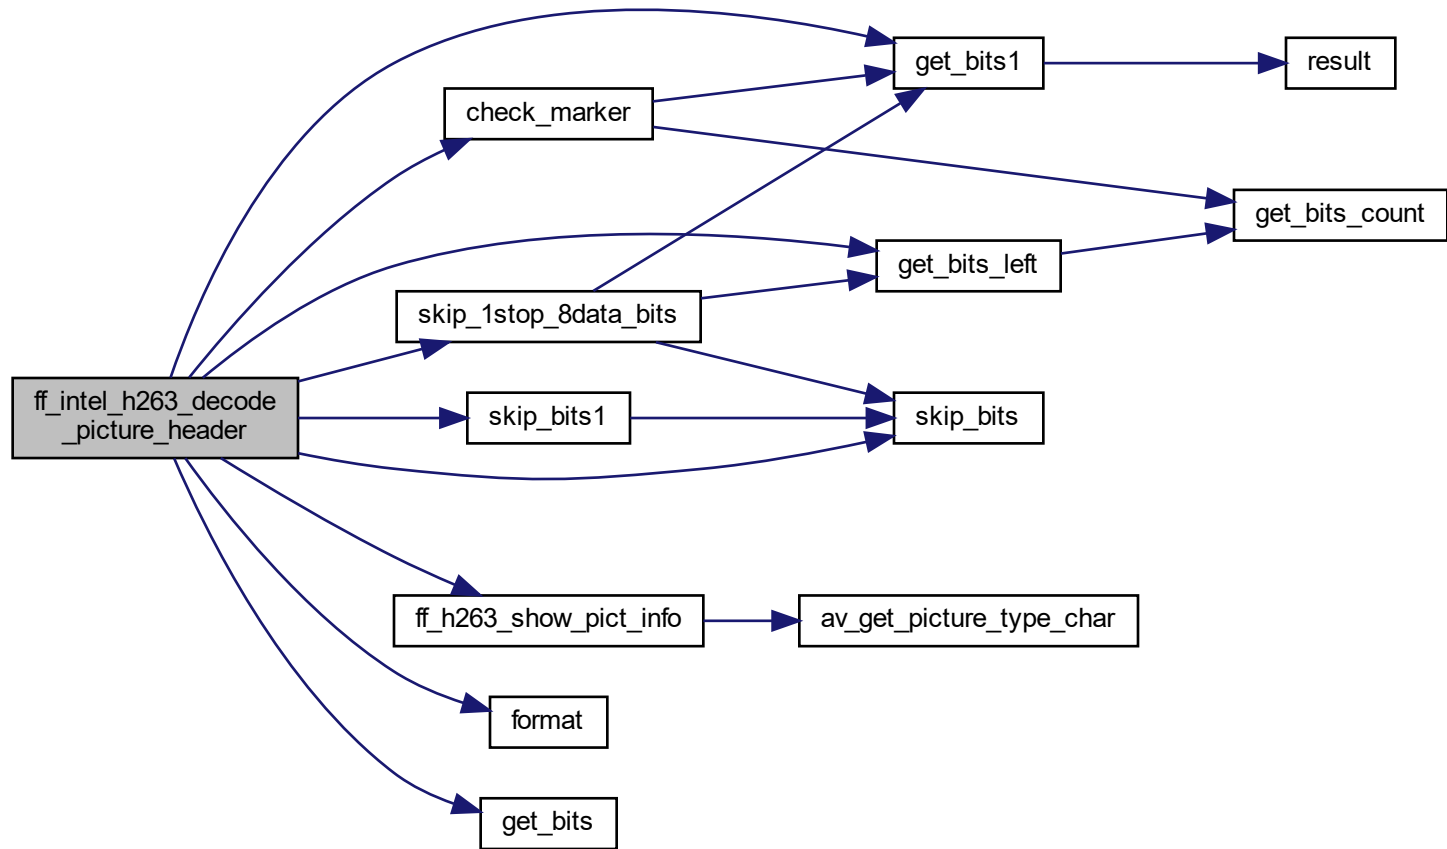 get_bits1
result
check_marker
get_bits_count
get_bits_left
skip_1stop_8data_bits
ff_intel_h263_decode
_picture_header
skip_bits1
skip_bits
ff_h263_show_pict_info
av_get_picture_type_char
format
get_bits